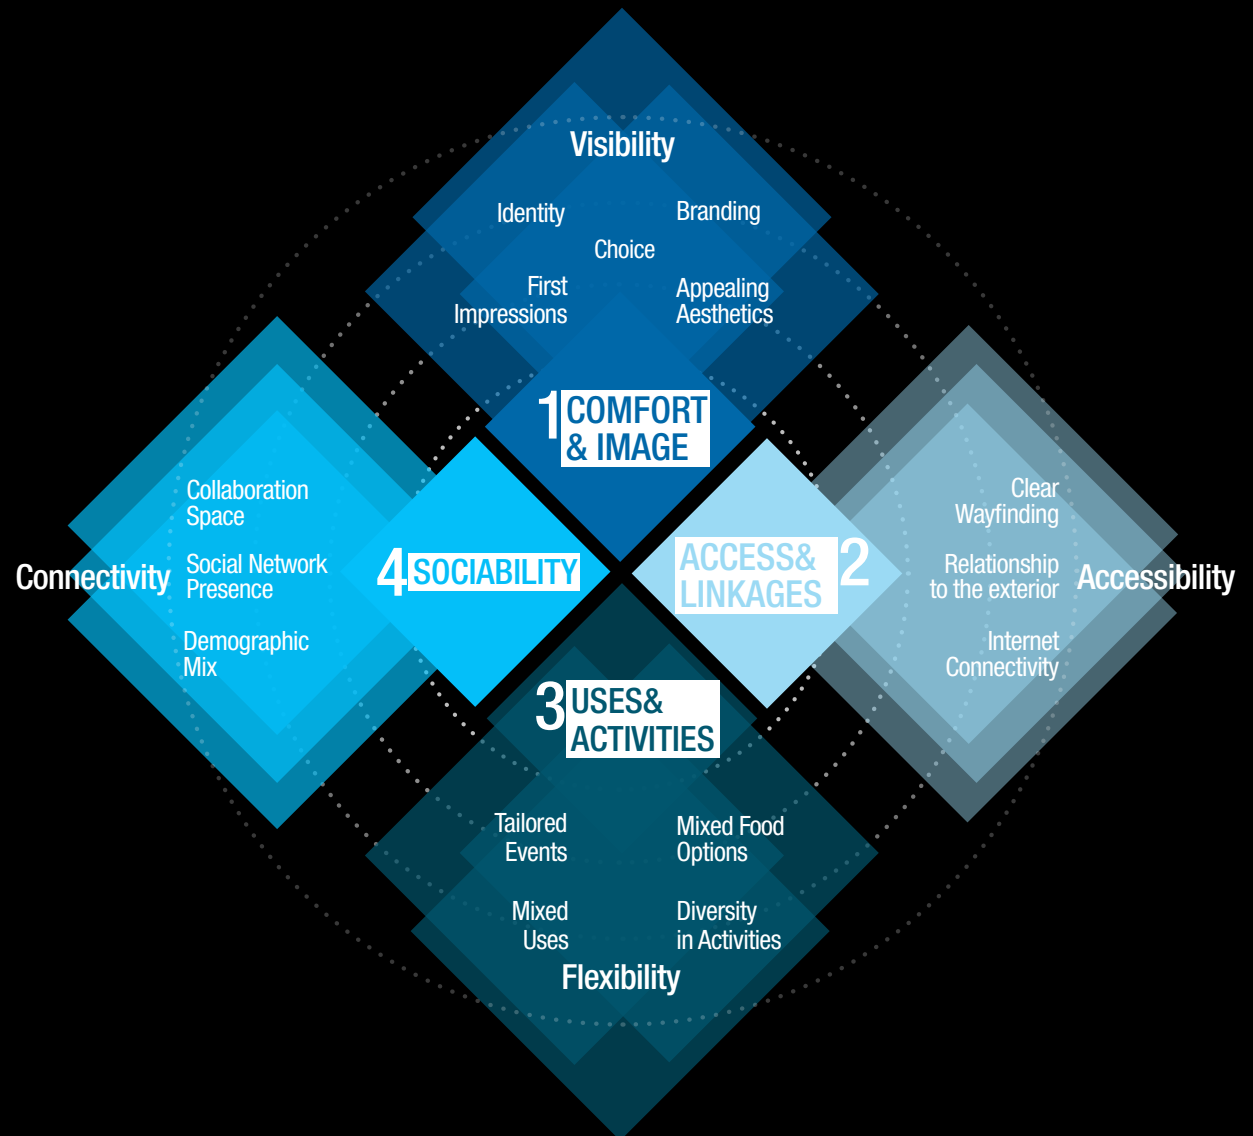 Visibility
Identity
Branding
Choice
First
Impressions
Appealing
Aesthetics
1
COMFORT
& IMAGE
Connectivity
Collaboration
Space
Social Network
Presence
Demographic
Mix
4 SOCIABILITY
ACCESS&
LINKAGES
2
Clear
Wayfinding
Relationship
to the exterior
Internet
Connectivity
Accessibility
3
USES&
ACTIVITIES
Tailored
Events
Mixed Food
Options
Mixed
Uses
Diversity
in Activities
Flexibility